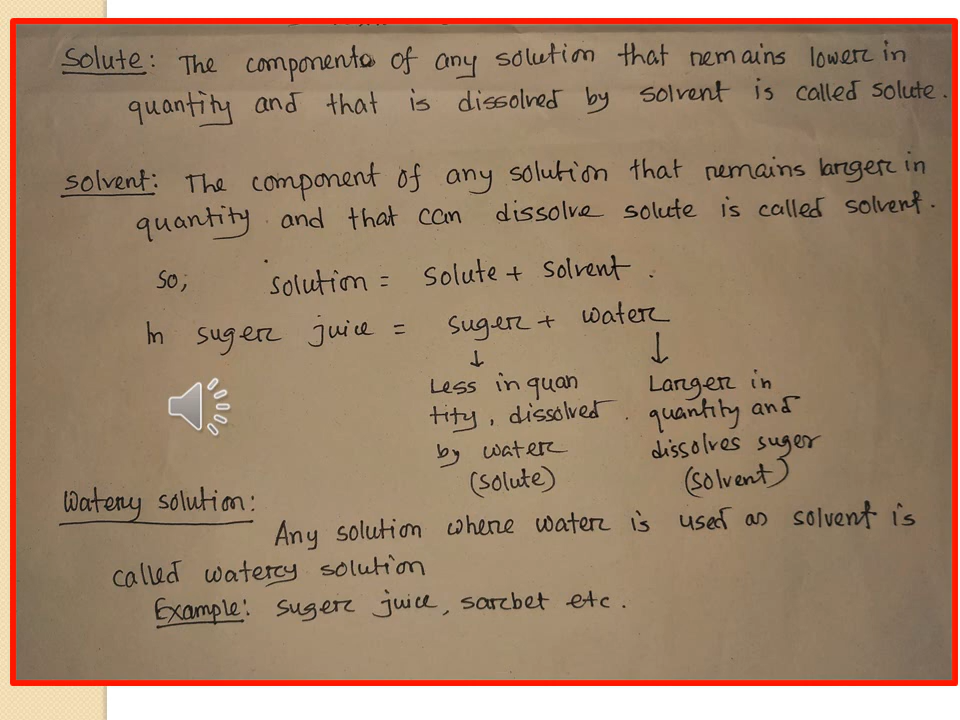 Solute: The component of any solution that remains lower in
quantity and that is dissolved by solvent is called solute.
Solvent: The component of any solution that remains larger in
quantity and that can dissolve solute is called solvent.
So, Solution = Solute + Solvent.
In suger juice = suger + water
↓ ↓
Less in quan
tity, dissolved
by water
(solute)
Larger in
quantity and
dissolves suger
(solvent)
Watery solution:
Any solution where water is used as solvent is
called watery solution
Example: suger juice, sarbet etc.